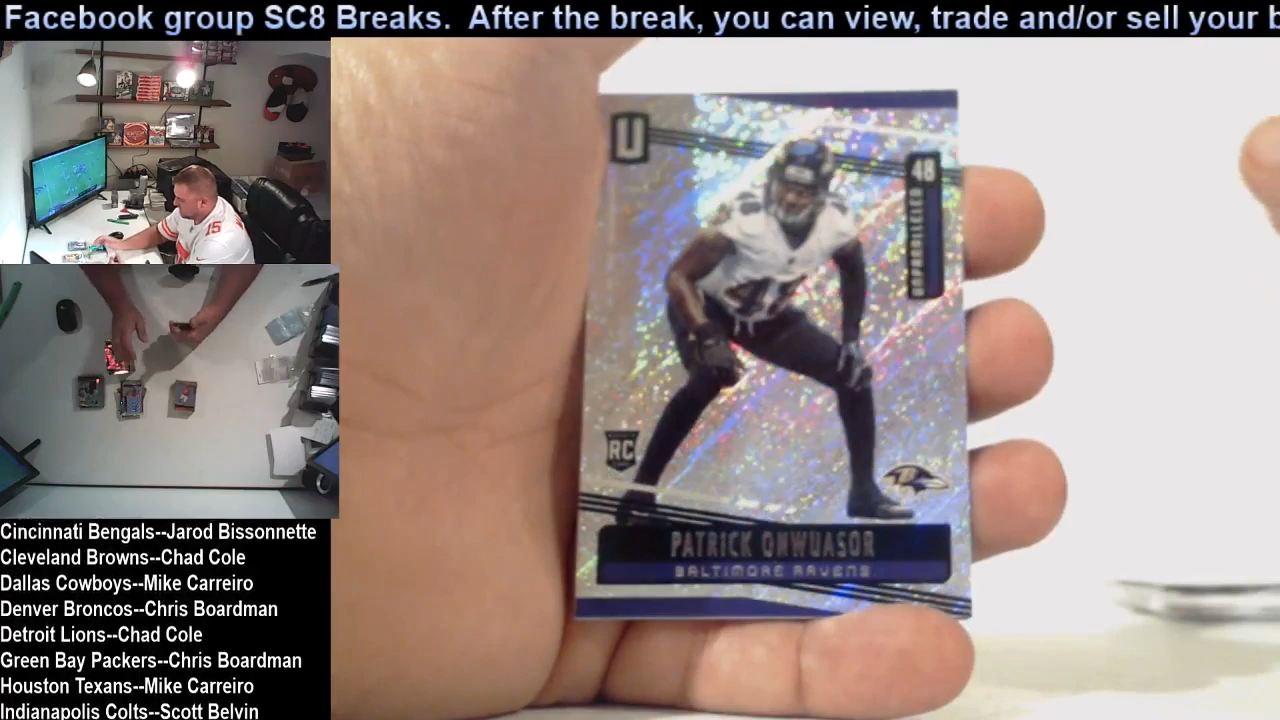 Facebook group SC8 Breaks. After the break, you can view, trade and/or sell your b
15
U
48
UNPARALLELED
RC
PATRICK ONWUASOR
BALTIMORE RAVENS
Cincinnati Bengals--Jarod Bissonnette
Cleveland Browns--Chad Cole
Dallas Cowboys--Mike Carreiro
Denver Broncos--Chris Boardman
Detroit Lions--Chad Cole
Green Bay Packers--Chris Boardman
Houston Texans--Mike Carreiro
Indianapolis Colts--Scott Belvin